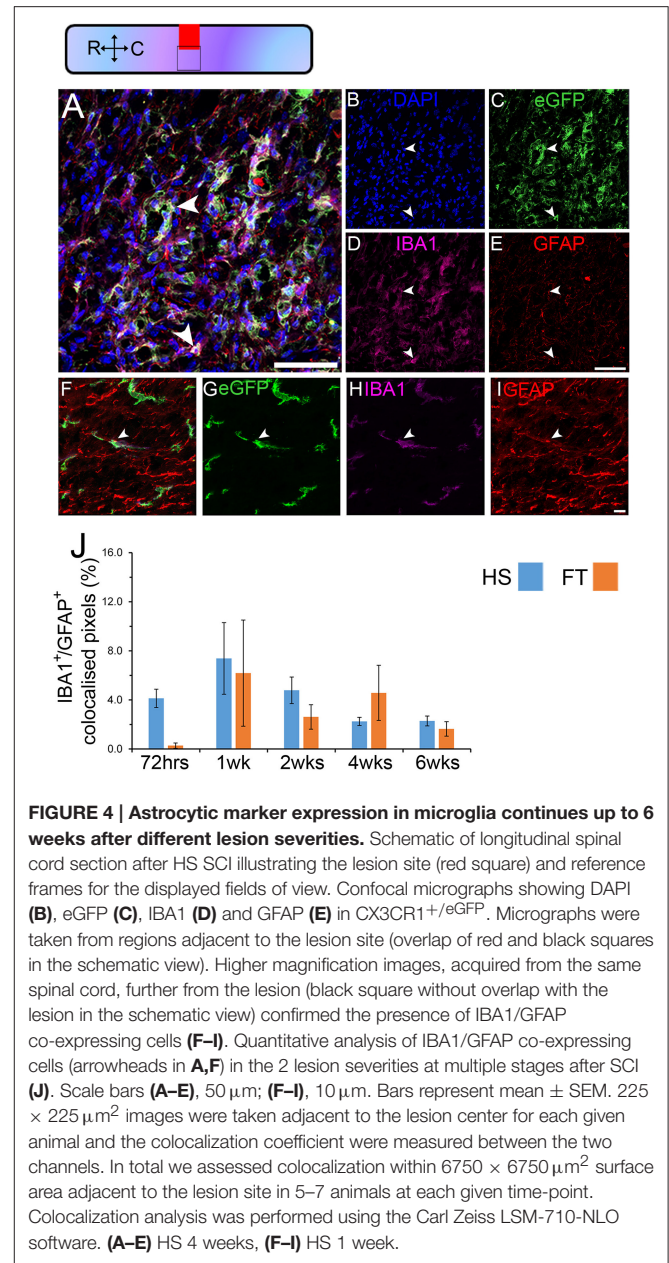 R C
A
B DAPI
C eGFP
D IBA1
E GFAP
F
G eGFP
H IBA1
I GFAP
J
IBA1+/GFAP+
colocalised pixels (%)
16.0
12.0
8.0
4.0
0.0
72hrs 1wk 2wks 4wks 6wks
HS FT
FIGURE 4 | Astrocytic marker expression in microglia continues up to 6
weeks after different lesion severities. Schematic of longitudinal spinal
cord section after HS SCI illustrating the lesion site (red square) and reference
frames for the displayed fields of view. Confocal micrographs showing DAPI
(B), eGFP (C), IBA1 (D) and GFAP (E) in CX3CR1+/eGFP. Micrographs were
taken from regions adjacent to the lesion site (overlap of red and black squares
in the schematic view). Higher magnification images, acquired from the same
spinal cord, further from the lesion (black square without overlap with the
lesion in the schematic view) confirmed the presence of IBA1/GFAP
co-expressing cells (F–I). Quantitative analysis of IBA1/GFAP co-expressing
cells (arrowheads in A,F) in the 2 lesion severities at multiple stages after SCI
(J). Scale bars (A–E), 50 μm; (F–I), 10 μm. Bars represent mean ± SEM. 225
× 225 μm2 images were taken adjacent to the lesion center for each given
animal and the colocalization coefficient were measured between the two
channels. In total we assessed colocalization within 6750 × 6750 μm2 surface
area adjacent to the lesion site in 5–7 animals at each given time-point.
Colocalization analysis was performed using the Carl Zeiss LSM-710-NLO
software. (A–E) HS 4 weeks, (F–I) HS 1 week.